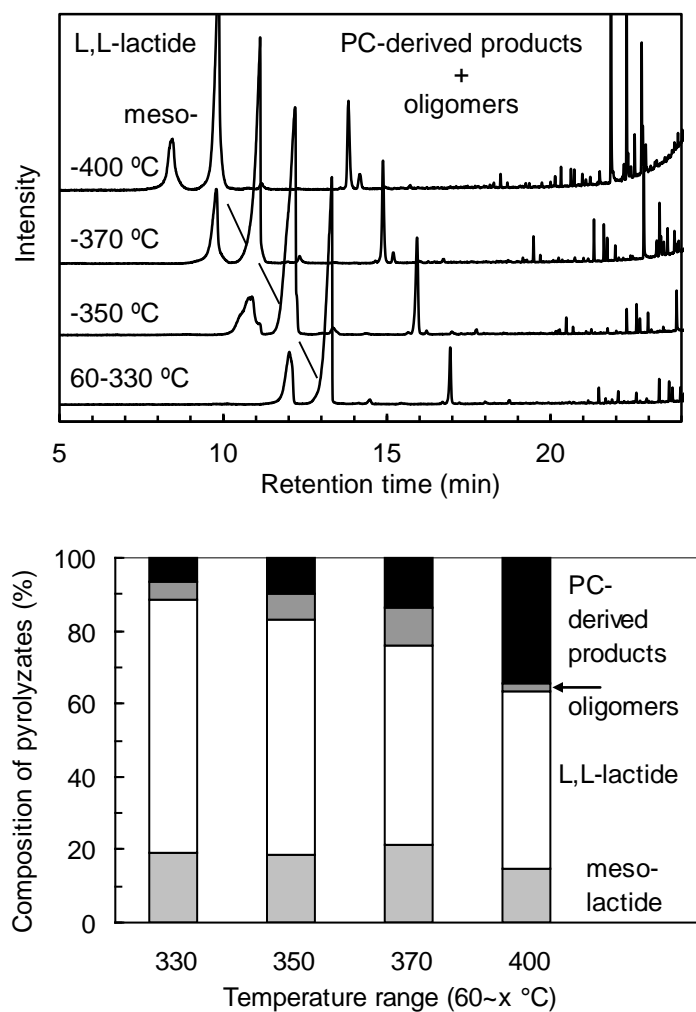 L,L-lactide
PC-derived products
+
oligomers
meso-
-400 ºC
-370 ºC
-350 ºC
60-330 ºC
Intensity
5 10 15 20
Retention time (min)
Composition of pyrolyzates (%)
100
80
60
40
20
0
PC-
derived
products
oligomers
L,L-lactide
meso-
lactide
330 350 370 400
Temperature range (60~x °C)